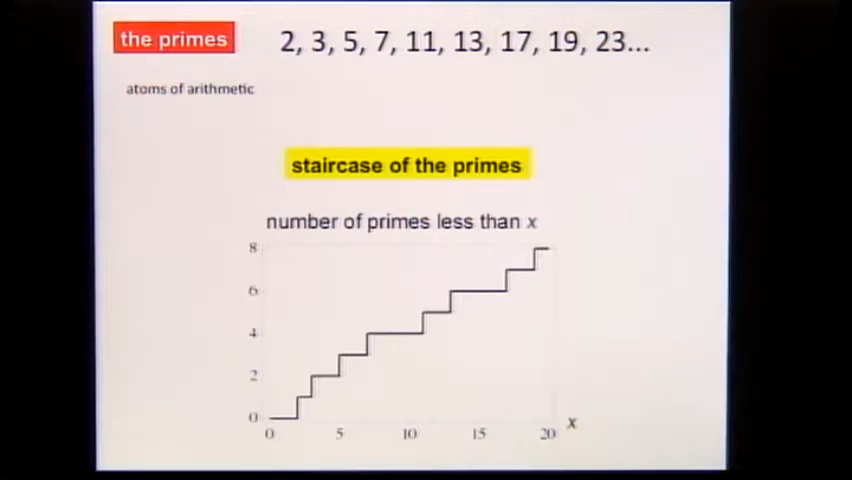 the primes
2, 3, 5, 7, 11, 13, 17, 19, 23...
atoms of arithmetic
staircase of the primes
number of primes less than x
8
6
4
2
0
0 5 10 15 20 x